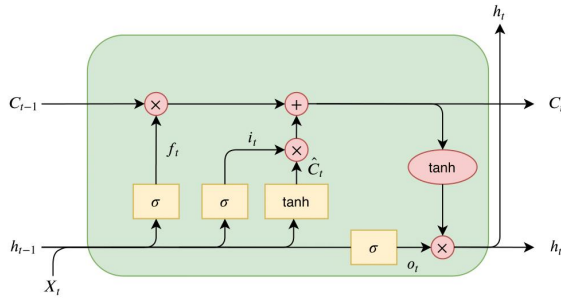 h_t
C_{t-1} × + C_t
i_t
f_t × Ĉ_t tanh
σ σ tanh
h_{t-1} σ × h_t
o_t
X_t